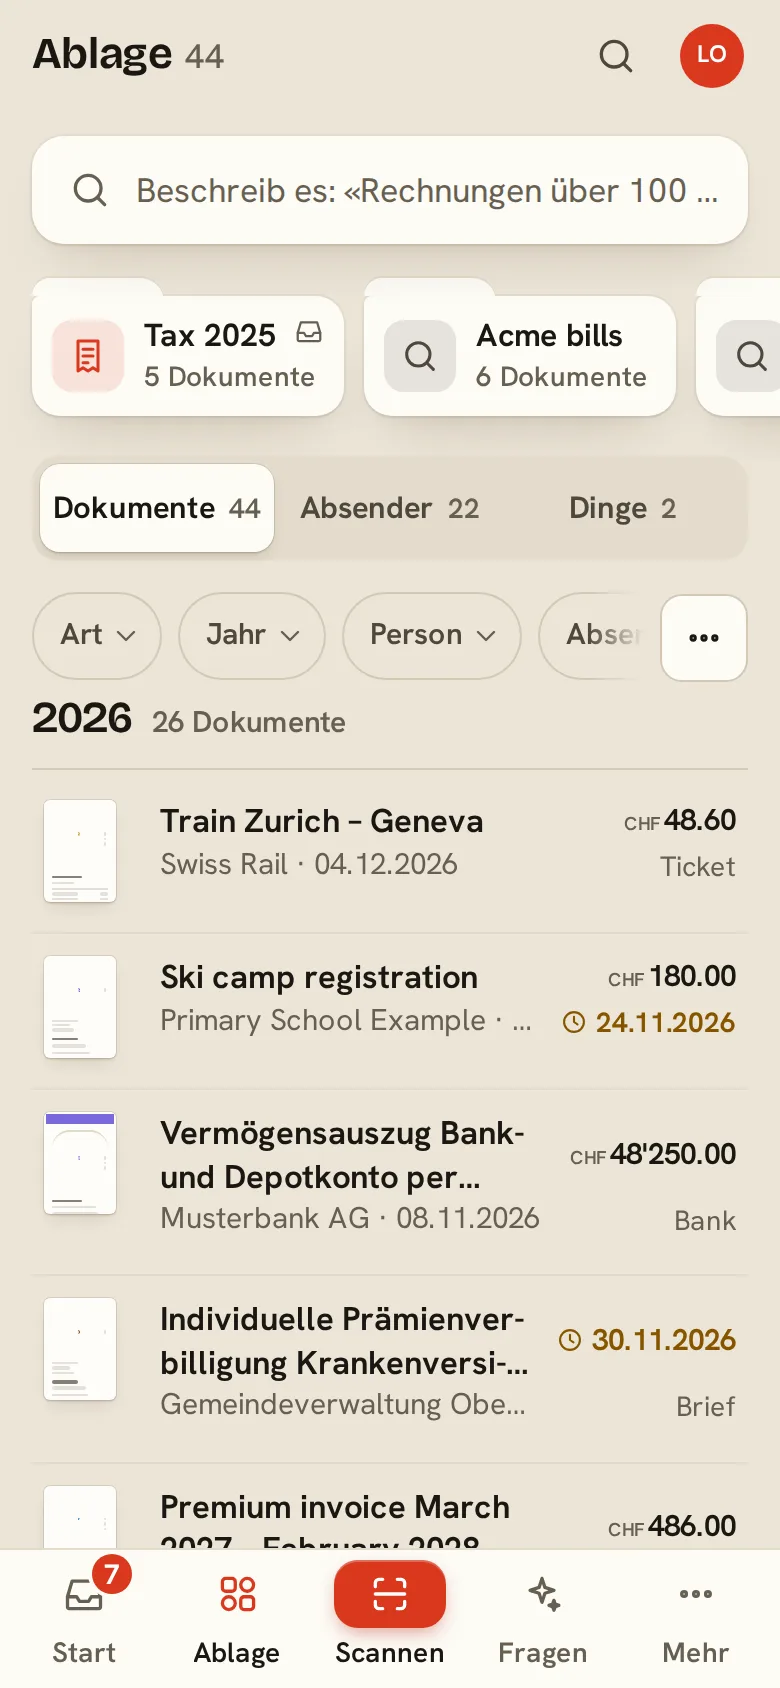 Ablage 44
LO
Beschreib es: «Rechnungen über 100 ...
Tax 2025
5 Dokumente
Acme bills
6 Dokumente
Dokumente 44
Absender 22
Dinge 2
Art
Jahr
Person
Abser
2026 26 Dokumente
Train Zurich – Geneva
CHF 48.60
Swiss Rail · 04.12.2026
Ticket
Ski camp registration
CHF 180.00
Primary School Example · ...
24.11.2026
Vermögensauszug Bank-
und Depotkonto per...
CHF 48'250.00
Musterbank AG · 08.11.2026
Bank
Individuelle Prämienver-
billigung Krankenversi-...
30.11.2026
Gemeindeverwaltung Obe...
Brief
Premium invoice March
2027 – February 2028
CHF 486.00
7
Start
Ablage
Scannen
Fragen
Mehr